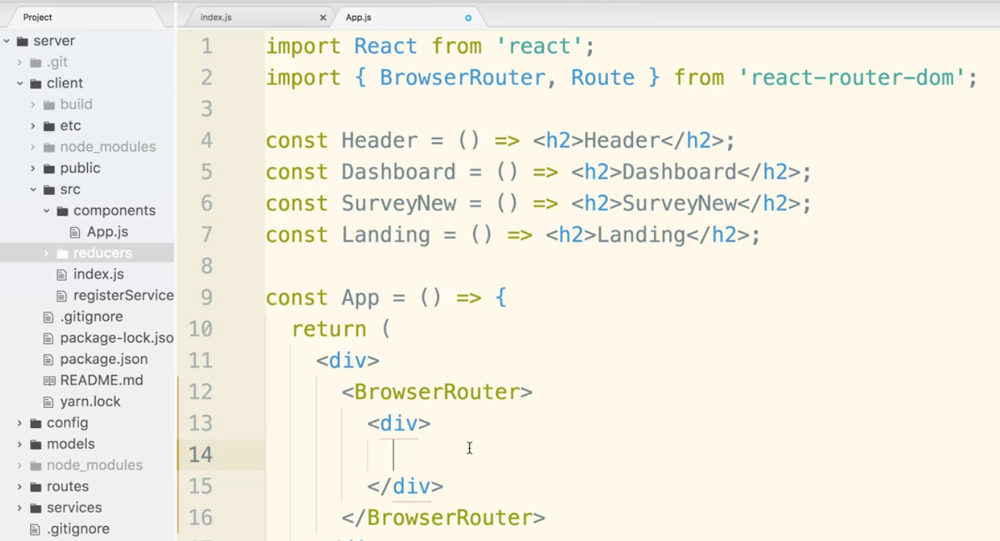 Project
index.js
App.js
server
.git
client
build
etc
node_modules
public
src
components
App.js
reducers
index.js
registerService
.gitignore
package-lock.jso
package.json
README.md
yarn.lock
config
models
node_modules
routes
services
.gitignore
1 import React from 'react';
2 import { BrowserRouter, Route } from 'react-router-dom';
3
4 const Header = () => <h2>Header</h2>;
5 const Dashboard = () => <h2>Dashboard</h2>;
6 const SurveyNew = () => <h2>SurveyNew</h2>;
7 const Landing = () => <h2>Landing</h2>;
8
9 const App = () => {
10 return (
11 <div>
12 <BrowserRouter>
13 <div>
14
15 </div>
16 </BrowserRouter>